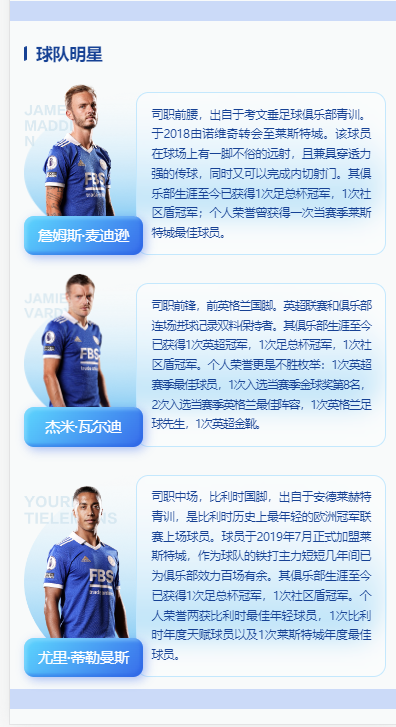 球队明星
JAMES
MADDISON
司职前腰，出自于考文垂足球俱乐部青训。
于2018由诺维奇转会至莱斯特城。该球员
在球场上有一脚不俗的远射，且兼具穿透力
强的传球，同时又可以完成内切射门。其俱
乐部生涯至今已获得1次足总杯冠军，1次社
区盾冠军；个人荣誉曾获得一次当赛季莱斯
特城最佳球员。
FBS
詹姆斯·麦迪逊
JAMIE
VARDY
司职前锋，前英格兰国脚。英超联赛和俱乐部
连场进球记录双料保持者。其俱乐部生涯至今
已获得1次英超冠军，1次足总杯冠军，1次社
区盾冠军。个人荣誉更是不胜枚举：1次英超
赛季最佳球员，1次入选当赛季金球奖第8名，
2次入选当赛季英格兰最佳阵容，1次英格兰足
球先生，1次英超金靴。
FBS
杰米·瓦尔迪
YOURI
TIELEMANS
司职中场，比利时国脚，出自于安德莱赫特
青训，是比利时历史上最年轻的欧洲冠军联
赛上场球员。球员于2019年7月正式加盟莱
斯特城，作为球队的铁打主力短短几年间已
为俱乐部效力百场有余。其俱乐部生涯至今
已获得1次足总杯冠军，1次社区盾冠军。个
人荣誉两获比利时最佳年轻球员，1次比利
时年度天赋球员以及1次莱斯特城年度最佳
球员。
FBS
尤里·蒂勒曼斯